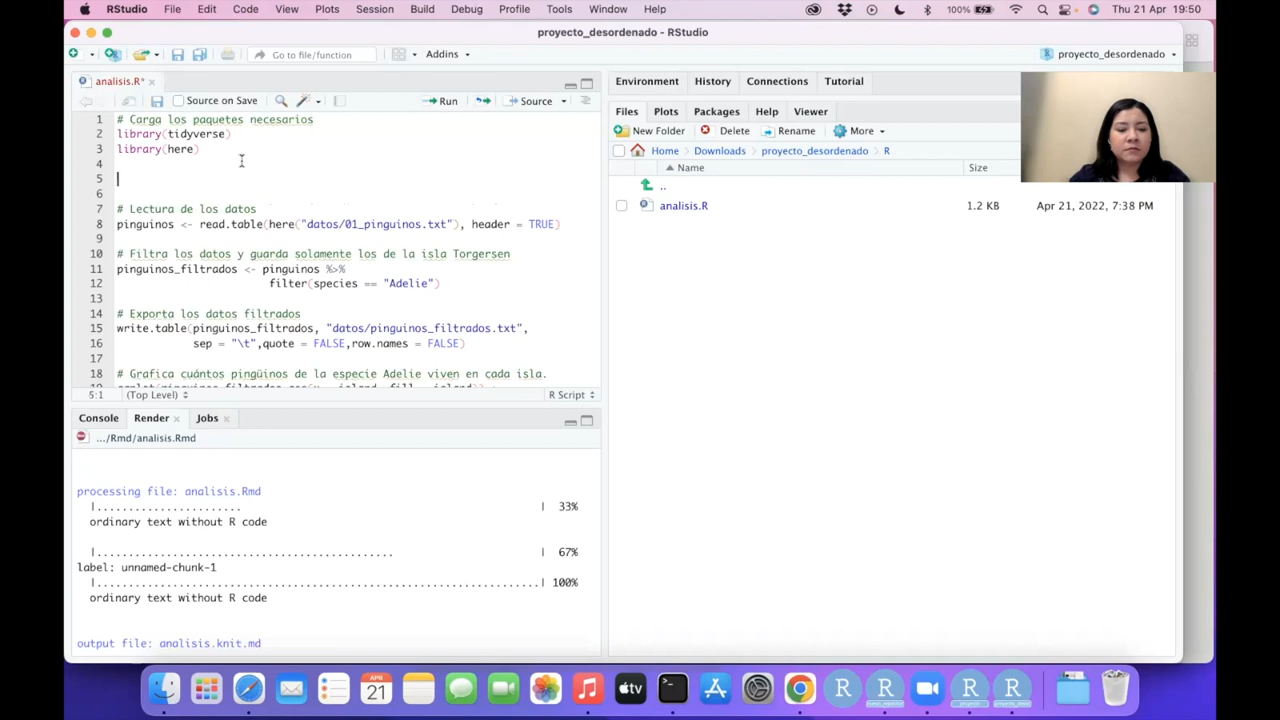 RStudio File Edit Code View Plots Session Build Debug Profile Tools Window Help 100% Thu 21 Apr 19:50
proyecto_desordenado - RStudio
Go to file/function Addins proyecto_desordenado
analisis.R*
Source on Save Run Source
1 # Carga los paquetes necesarios
2 library(tidyverse)
3 library(here)
4
5
6
7 # Lectura de los datos
8 pinguinos <- read.table(here("datos/01_pinguinos.txt"), header = TRUE)
9
10 # Filtra los datos y guarda solamente los de la isla Torgersen
11 pinguinos_filtrados <- pinguinos %>%
12 filter(species == "Adelie")
13
14 # Exporta los datos filtrados
15 write.table(pinguinos_filtrados, "datos/pinguinos_filtrados.txt",
16 sep = "\t",quote = FALSE,row.names = FALSE)
17
18 # Grafica cuántos pingüinos de la especie Adelie viven en cada isla.
5:1 (Top Level) R Script
Console Render Jobs
.../Rmd/analisis.Rmd
processing file: analisis.Rmd
|....................... | 33%
ordinary text without R code
|.............................................. | 67%
label: unnamed-chunk-1
|......................................................................| 100%
ordinary text without R code
output file: analisis.knit.md
Environment History Connections Tutorial
Files Plots Packages Help Viewer
New Folder Delete Rename More
Home Downloads proyecto_desordenado R
Name Size
..
analisis.R 1.2 KB Apr 21, 2022, 7:38 PM
APR
21
tv